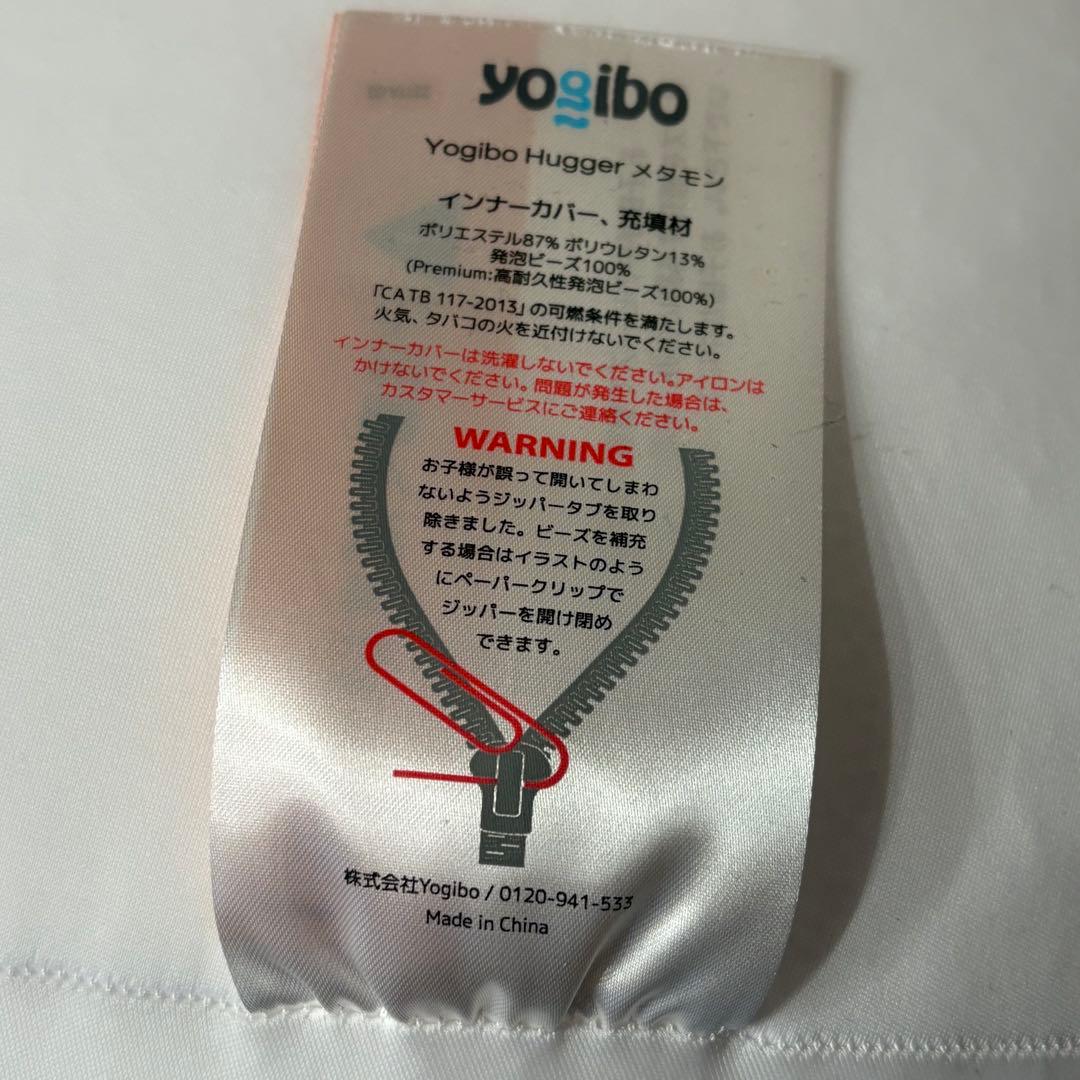 yogibo
Yogibo Hugger メタモン
インナーカバー、充填材
ポリエステル87% ポリウレタン13%
発泡ビーズ100%
(Premium:高耐久性発泡ビーズ100%)
「CA TB 117-2013」の可燃条件を満たします。
火気、タバコの火を近付けないでください。
インナーカバーは洗濯しないでください。アイロンは
かけないでください。問題が発生した場合は、
カスタマーサービスにご連絡ください。
WARNING
お子様が誤って開いてしまわ
ないようジッパータブを取り
除きました。ビーズを補充
する場合はイラストのよう
にペーパークリップで
ジッパーを開け閉め
できます。
株式会社Yogibo / 0120-941-533
Made in China